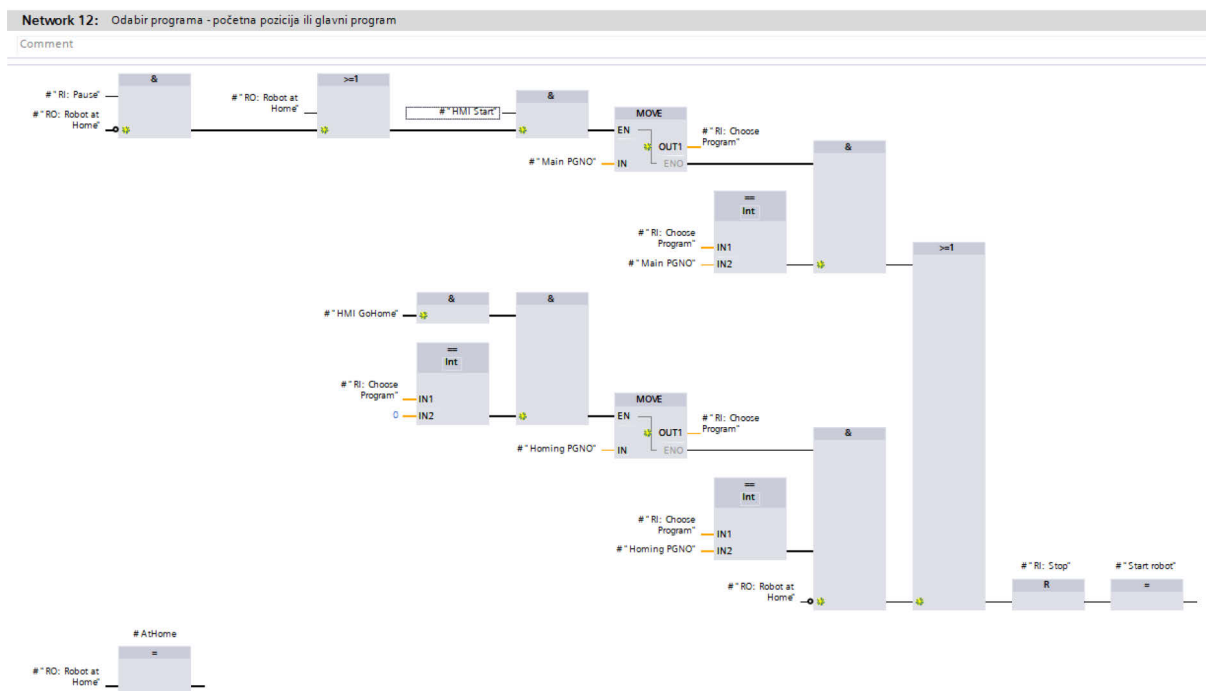 Network 12: Odabir programa - početna pozicija ili glavni program
Comment
&
#"RI: Pause"
#"RO: Robot at
Home"
>=1
#"RO: Robot at
Home"
&
#"HMI Start"
MOVE
EN
OUT1
IN
ENO
#"Main PGNO"
#"RI: Choose
Program"
&
==
Int
#"RI: Choose
Program"
IN1
#"Main PGNO"
IN2
>=1
&
#"HMI GoHome"
&
==
Int
#"RI: Choose
Program"
IN1
0
IN2
MOVE
EN
OUT1
IN
ENO
#"Homing PGNO"
#"RI: Choose
Program"
&
==
Int
#"RI: Choose
Program"
IN1
#"Homing PGNO"
IN2
#"RO: Robot at
Home"
#"RI: Stop"
R
#"Start robot"
=
#AtHome
=
#"RO: Robot at
Home"